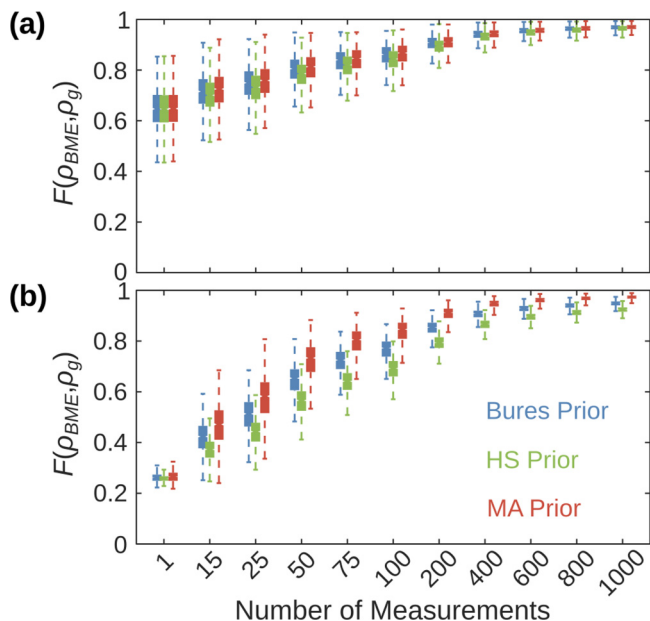 (a)
1
0.8
0.6
0.4
0.2
0
F(ρBME,ρg)
(b)
1
0.8
0.6
0.4
0.2
0
F(ρBME,ρg)
Bures Prior
HS Prior
MA Prior
1 15 25 50 75 100 200 400 600 800 1000
Number of Measurements